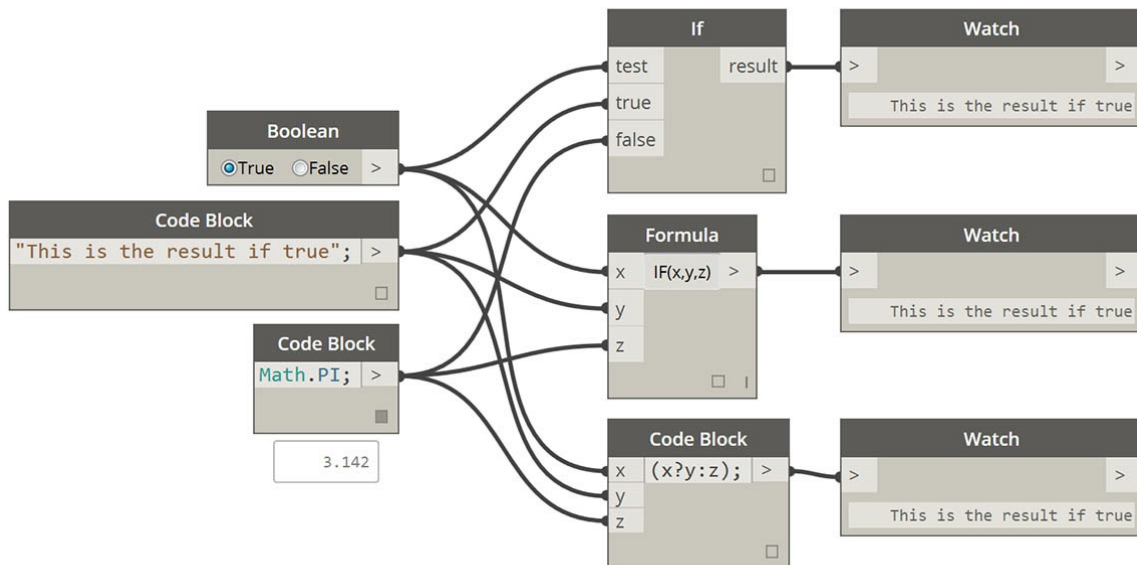 If
test result
true
false
Watch
> >
This is the result if true
Boolean
True False >
Code Block
"This is the result if true"; >
Code Block
Math.PI; >
3.142
Formula
x IF(x,y,z) >
y
z
Watch
> >
This is the result if true
Code Block
x (x?y:z); >
y
z
Watch
> >
This is the result if true